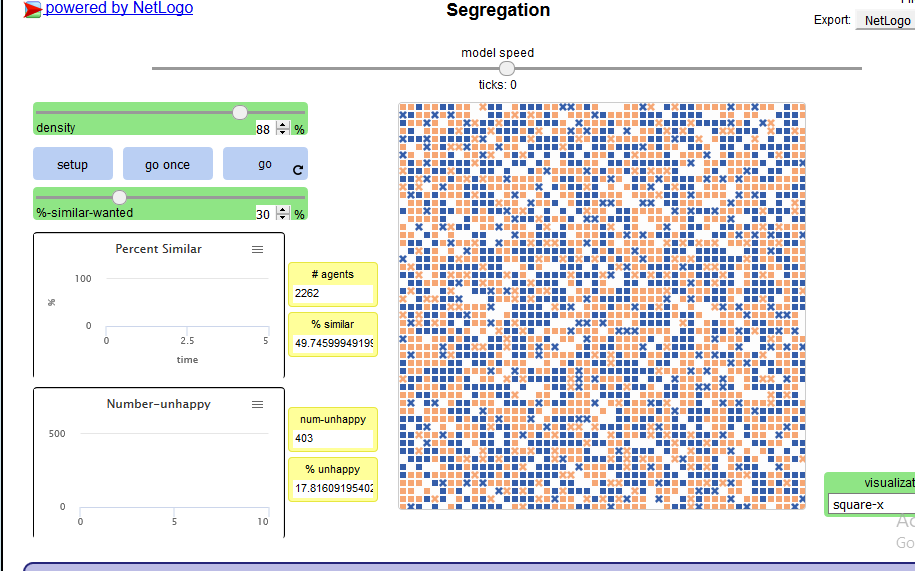 powered by NetLogo
Segregation
Export: NetLogo
model speed
ticks: 0
density
88 %
setup
go once
go
%-similar-wanted
30 %
Percent Similar
100
%
0
0 2.5 5
time
# agents
2262
% similar
49.74599949199
Number-unhappy
500
0
0 5 10
num-unhappy
403
% unhappy
17.81609195402
visualizat
square-x
Go